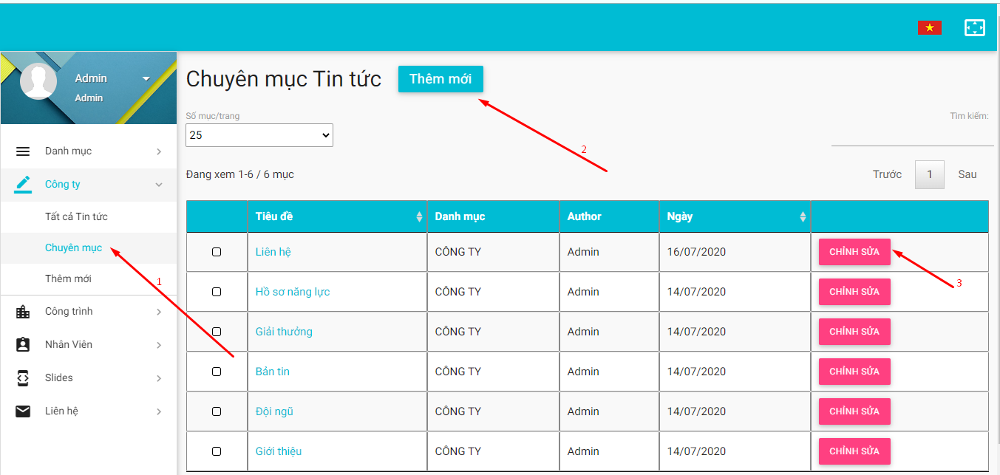 Admin
Admin
Danh mục
Công ty
Tất cả Tin tức
Chuyên mục
Thêm mới
Công trình
Nhân Viên
Slides
Liên hệ
1
Chuyên mục Tin tức Thêm mới
2
Số mục/trang Tìm kiếm:
25
Đang xem 1-6 / 6 mục Trước 1 Sau
Tiêu đề Danh mục Author Ngày
Liên hệ CÔNG TY Admin 16/07/2020 CHỈNH SỬA
3
Hồ sơ năng lực CÔNG TY Admin 14/07/2020 CHỈNH SỬA
Giải thưởng CÔNG TY Admin 14/07/2020 CHỈNH SỬA
Bản tin CÔNG TY Admin 14/07/2020 CHỈNH SỬA
Đội ngũ CÔNG TY Admin 14/07/2020 CHỈNH SỬA
Giới thiệu CÔNG TY Admin 14/07/2020 CHỈNH SỬA